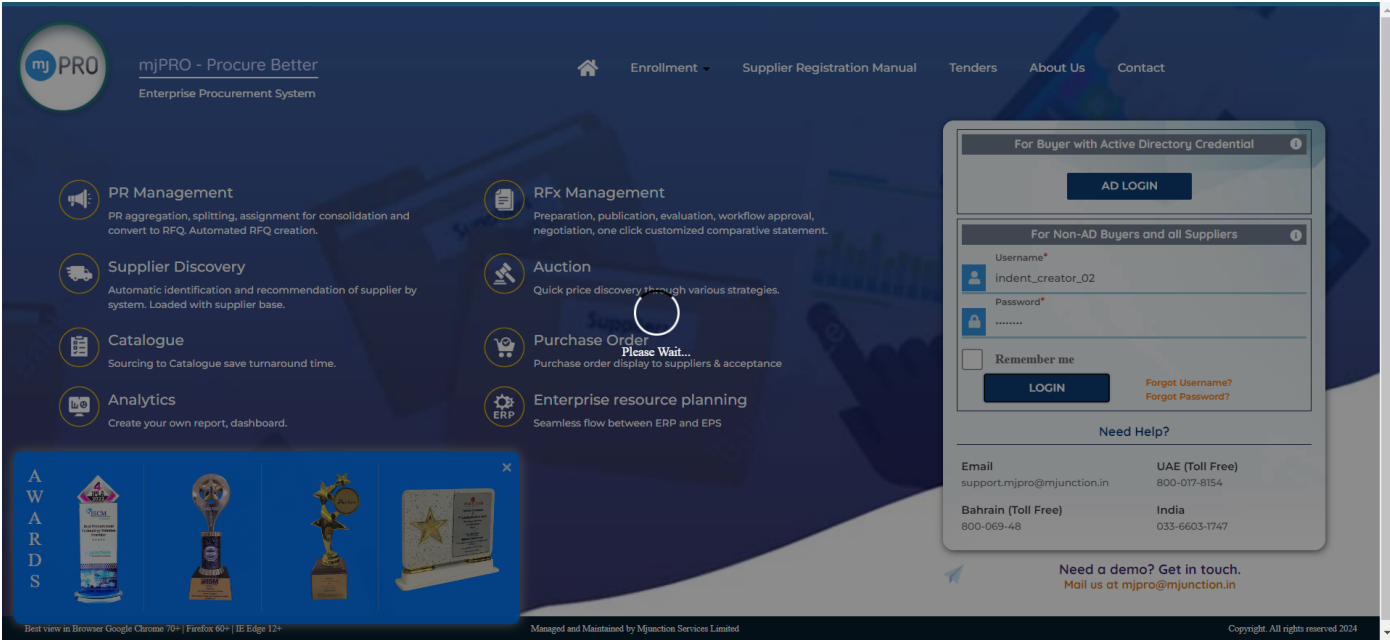 mj PRO
mjPRO - Procure Better
Enterprise Procurement System
Enrollment
Supplier Registration Manual
Tenders
About Us
Contact
PR Management
PR aggregation, splitting, assignment for consolidation and
convert to RFQ. Automated RFQ creation.
RFx Management
Preparation, publication, evaluation, workflow approval,
negotiation, one click customized comparative statement.
Supplier Discovery
Automatic identification and recommendation of supplier by
system. Loaded with supplier base.
Auction
Quick price discovery through various strategies.
Catalogue
Sourcing to Catalogue save turnaround time.
Purchase Order
Purchase order display to suppliers & acceptance
Please Wait...
Analytics
Create your own report, dashboard.
ERP
Enterprise resource planning
Seamless flow between ERP and EPS
For Buyer with Active Directory Credential
AD LOGIN
For Non-AD Buyers and all Suppliers
Username*
indent_creator_02
Password*
........
Remember me
LOGIN
Forgot Username?
Forgot Password?
Need Help?
Email
support.mjpro@mjunction.in
UAE (Toll Free)
800-017-8154
Bahrain (Toll Free)
800-069-48
India
033-6603-1747
Need a demo? Get in touch.
Mail us at mjpro@mjunction.in
AWARDS
Best view in Browser Google Chrome 70+ | Firefox 60+ | IE Edge 12+
Managed and Maintained by Mjunction Services Limited
Copyright. All rights reserved 2024